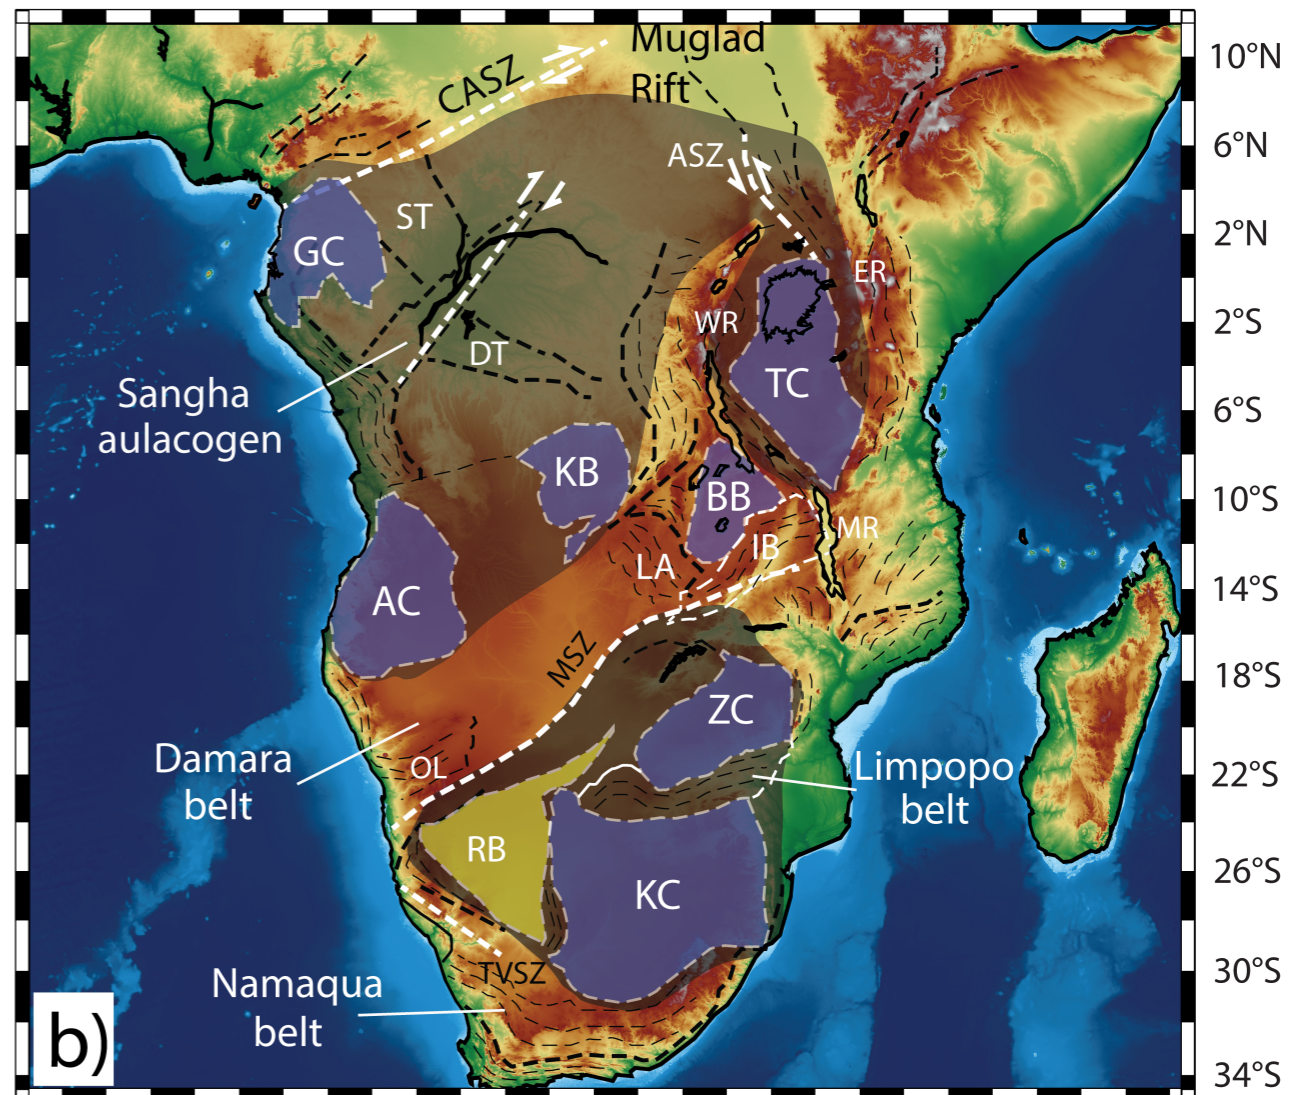 Muglad
Rift
10°N
CASZ
6°N
ASZ
ST
2°N
GC
ER
WR
2°S
DT
TC
Sangha
aulacogen
6°S
KB
BB
10°S
MR
IB
LA
AC
14°S
MSZ
18°S
ZC
Damara
belt
OL
Limpopo
belt
22°S
RB
26°S
KC
TVSZ
30°S
Namaqua
belt
b)
34°S